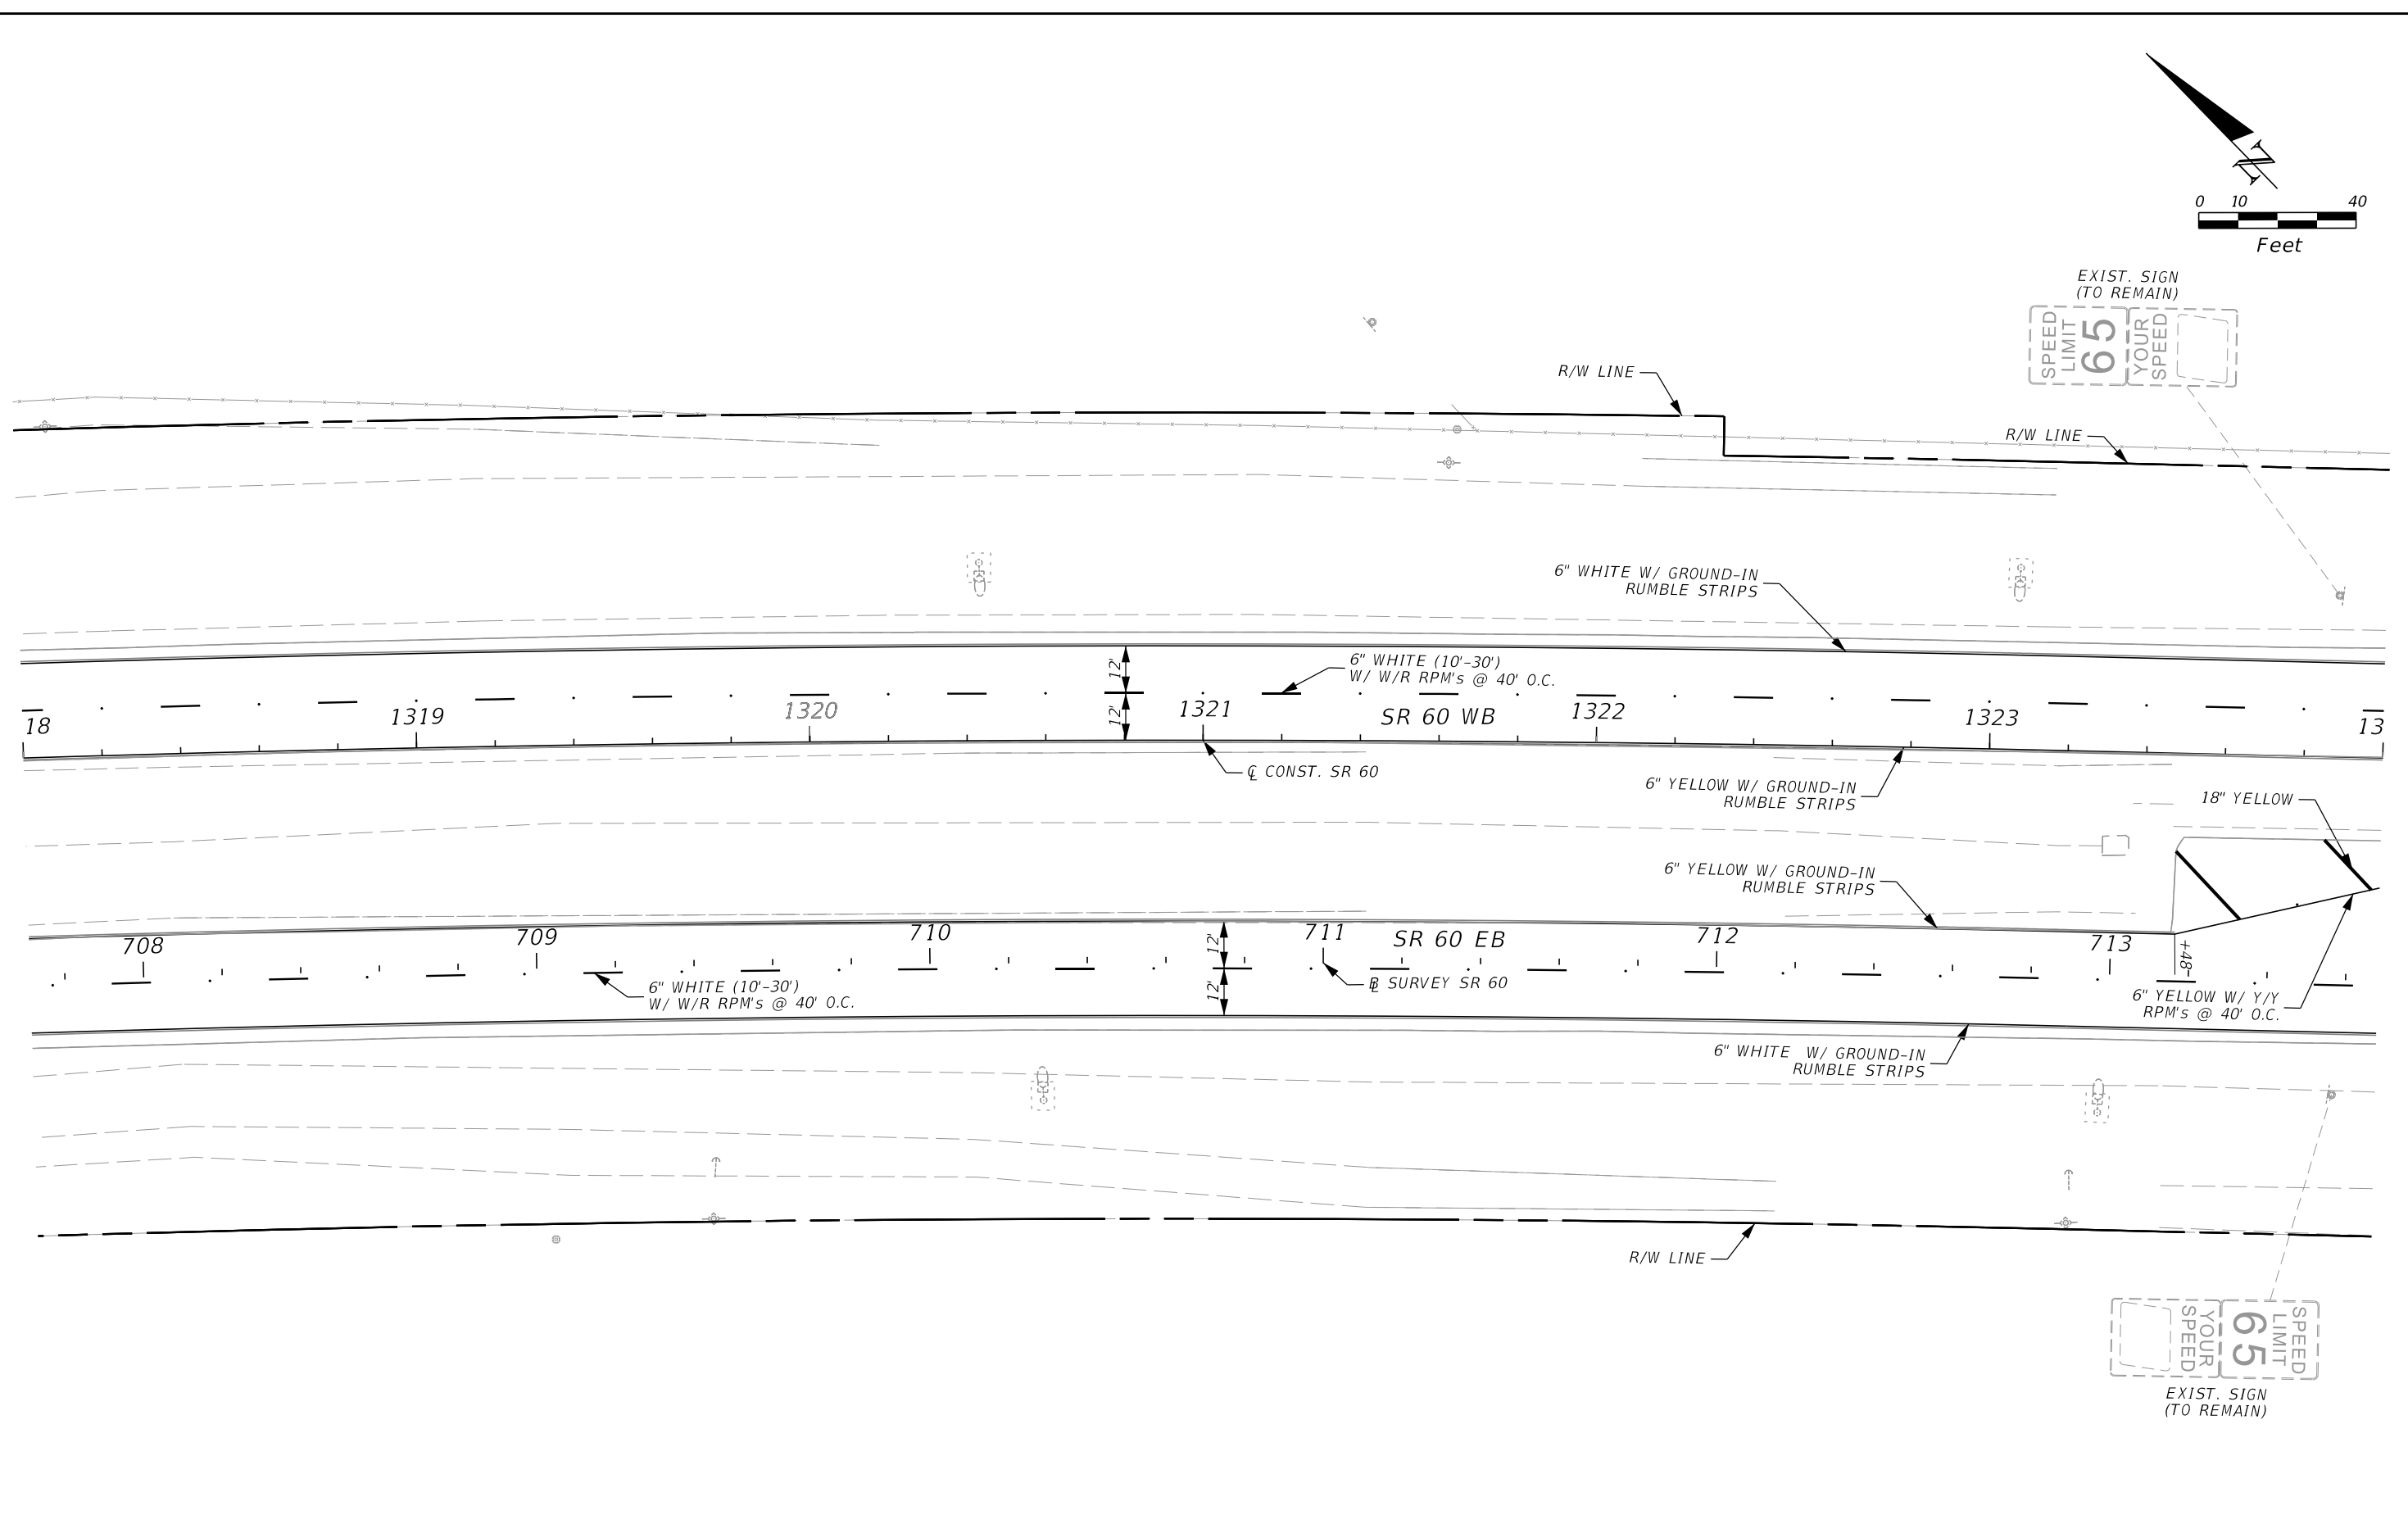 N
0 10 40
Feet
EXIST. SIGN
(TO REMAIN)
SPEED
LIMIT
65
YOUR
SPEED
R/W LINE
R/W LINE
6" WHITE W/ GROUND-IN
RUMBLE STRIPS
12'
12'
6" WHITE (10'-30')
W/ W/R RPM's @ 40' O.C.
18 1319 1320 1321 SR 60 WB 1322 1323 13
℄ CONST. SR 60
6" YELLOW W/ GROUND-IN
RUMBLE STRIPS
18" YELLOW
6" YELLOW W/ GROUND-IN
RUMBLE STRIPS
708 709 710 711 SR 60 EB 712 713
12'
12'
+48
6" WHITE (10'-30')
W/ W/R RPM's @ 40' O.C.
B̶L SURVEY SR 60
6" YELLOW W/ Y/Y
RPM's @ 40' O.C.
6" WHITE W/ GROUND-IN
RUMBLE STRIPS
R/W LINE
SPEED
LIMIT
65
YOUR
SPEED
EXIST. SIGN
(TO REMAIN)